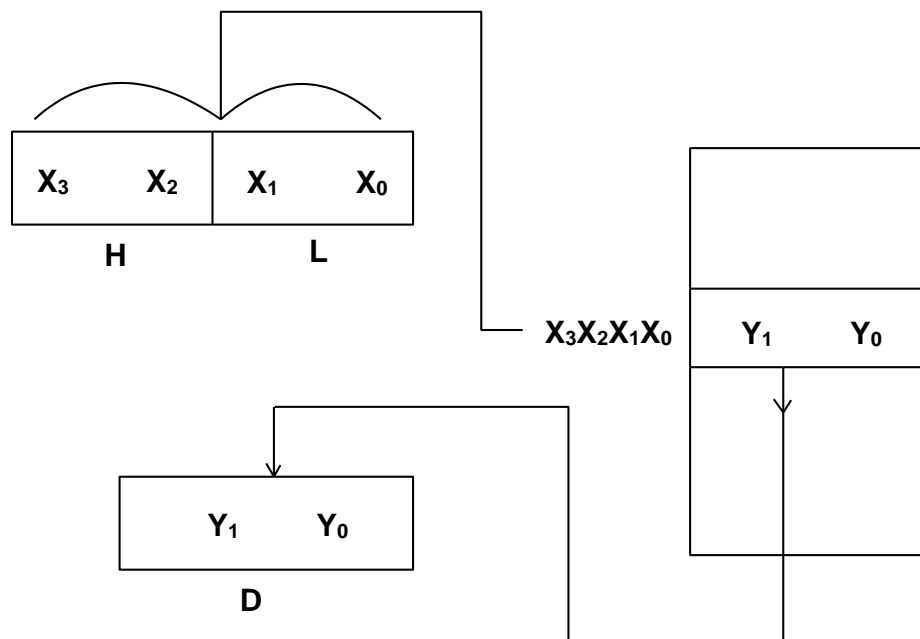 X₃ X₂ X₁ X₀
H L
X₃X₂X₁X₀ Y₁ Y₀
Y₁ Y₀
D